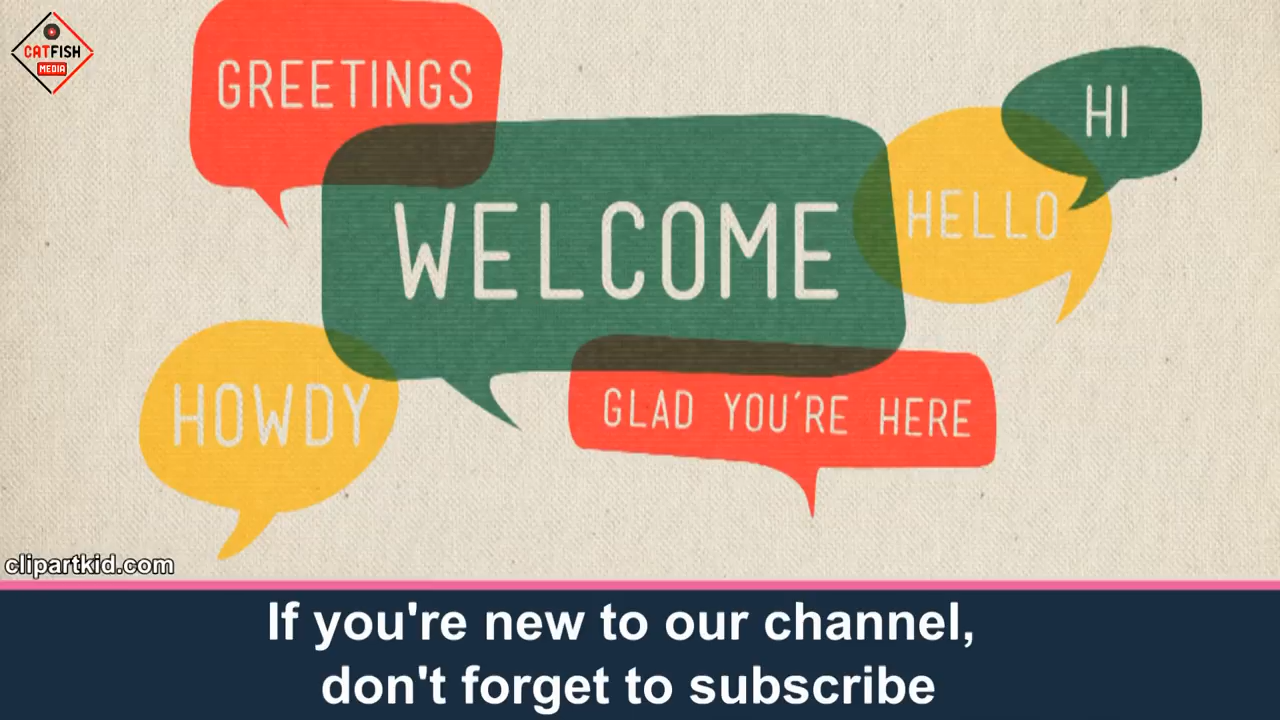 CATFISH
MEDIA
GREETINGS
HI
WELCOME
HELLO
HOWDY
GLAD YOU'RE HERE
clipartkid.com
If you're new to our channel,
don't forget to subscribe